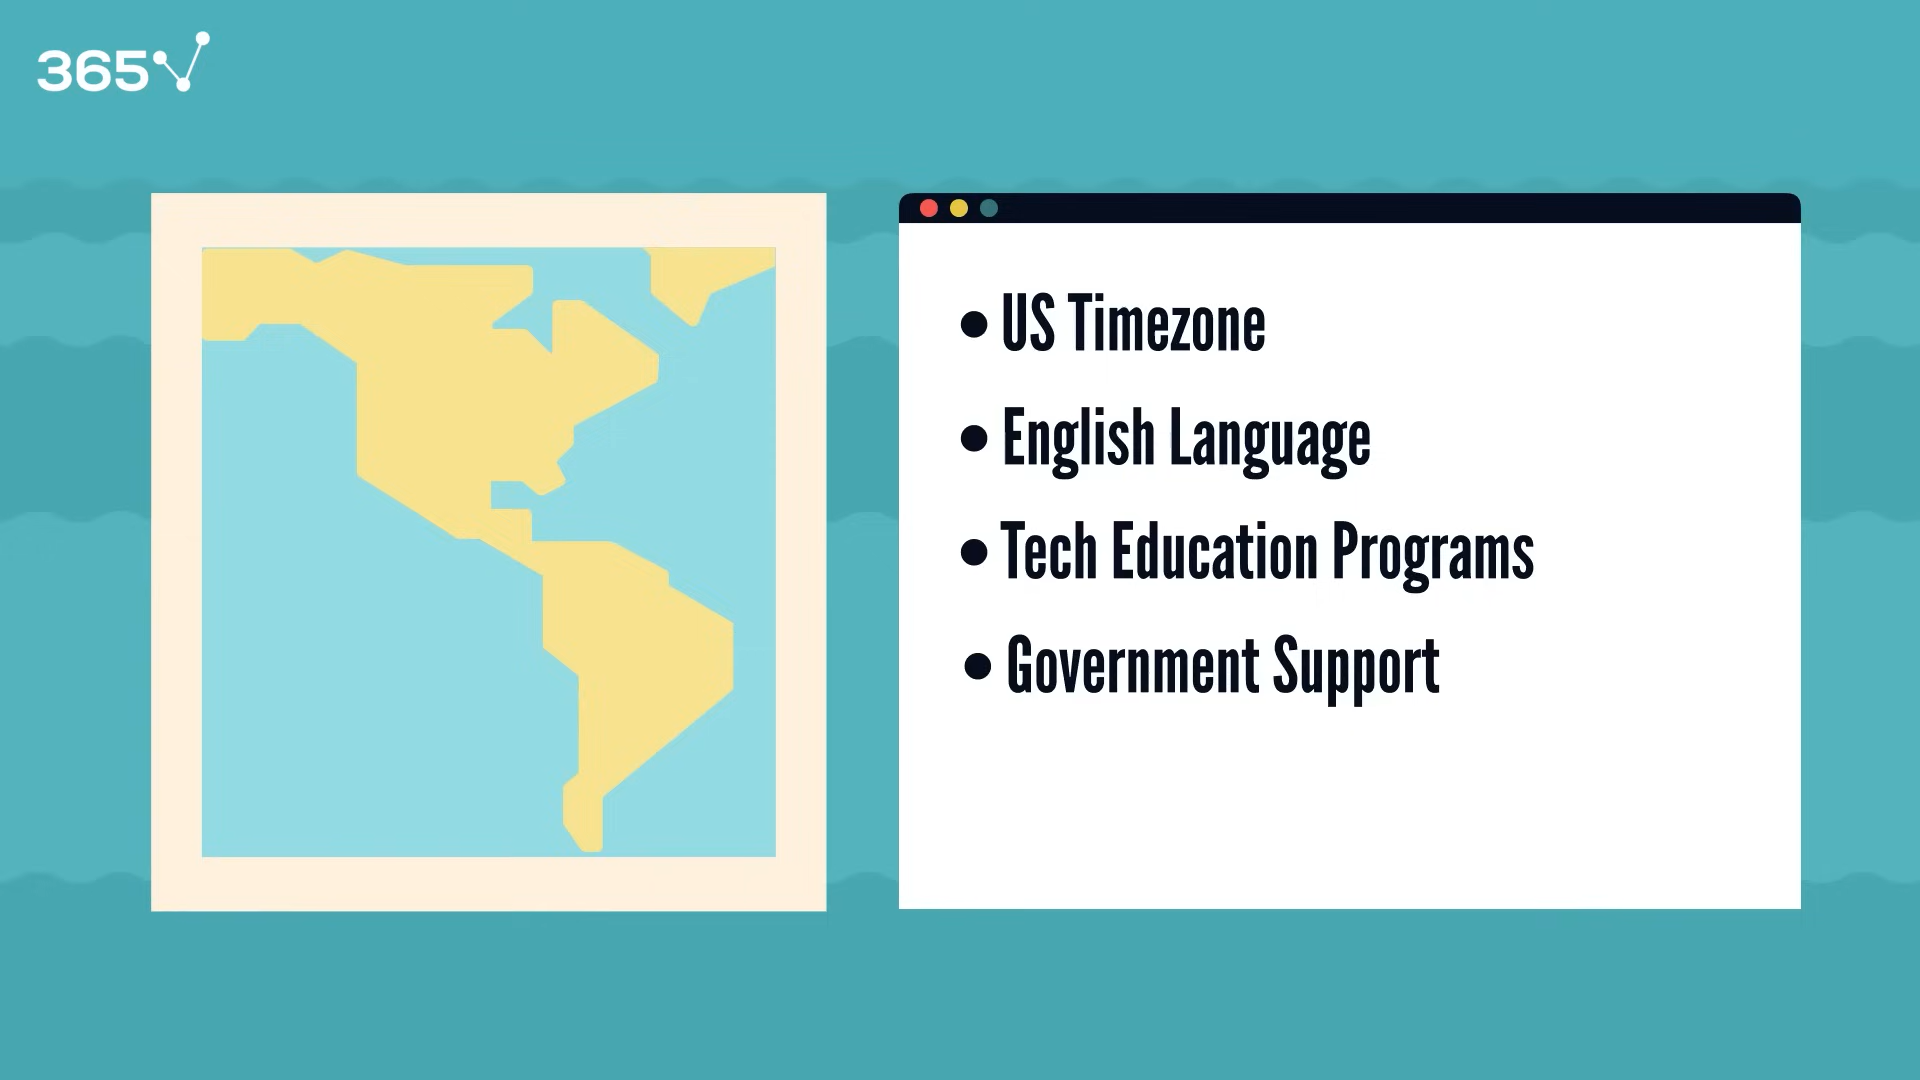 365
• US Timezone
• English Language
• Tech Education Programs
• Government Support